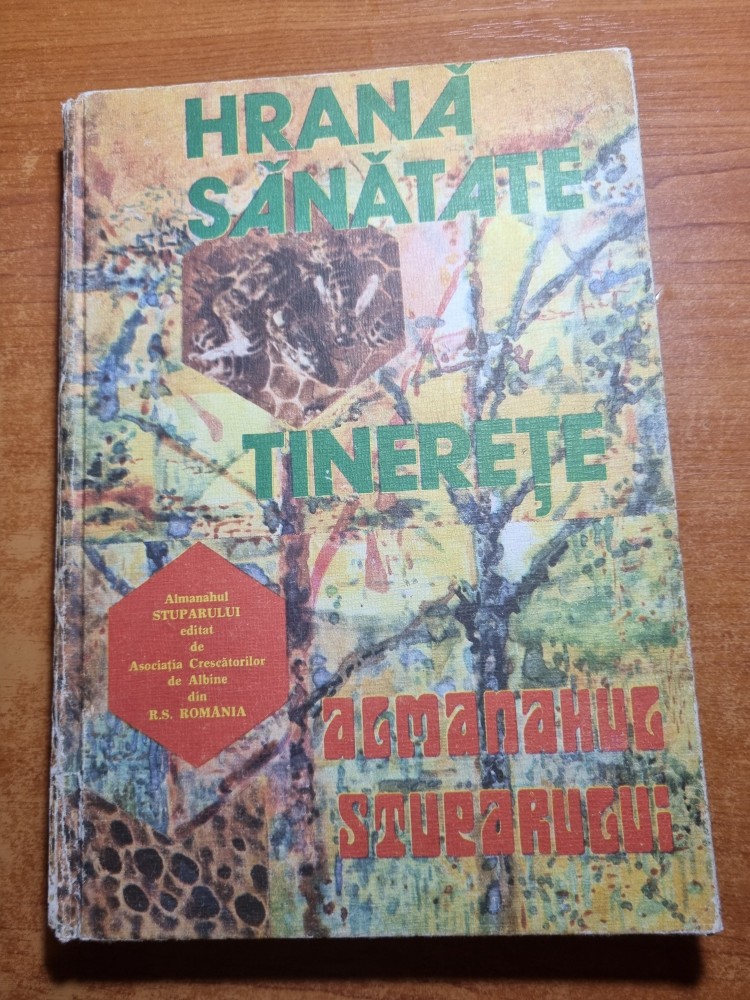 HRANĂ
SĂNĂTATE
TINEREȚE
Almanahul
STUPARULUI
editat
de
Asociația Crescătorilor
de Albine
din
R.S. ROMÂNIA
ALMANAHUL
STUPARULUi